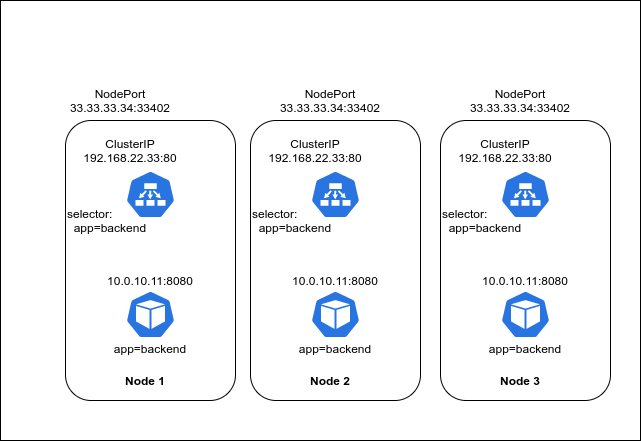 NodePort
33.33.33.34:33402
NodePort
33.33.33.34:33402
NodePort
33.33.33.34:33402
ClusterIP
192.168.22.33:80
selector:
app=backend
10.0.10.11:8080
app=backend
Node 1
ClusterIP
192.168.22.33:80
selector:
app=backend
10.0.10.11:8080
app=backend
Node 2
ClusterIP
192.168.22.33:80
selector:
app=backend
10.0.10.11:8080
app=backend
Node 3